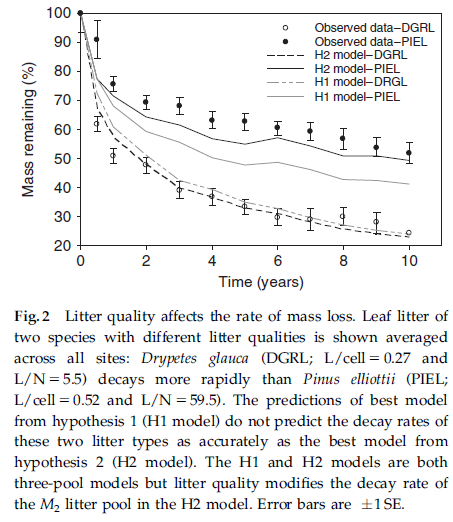 100
90
80
70
60
50
40
30
20
Mass remaining (%)
Observed data–DGRL
Observed data–PIEL
H2 model–DGRL
H2 model–PIEL
H1 model–DRGL
H1 model–PIEL
0 2 4 6 8 10
Time (years)
Fig. 2 Litter quality affects the rate of mass loss. Leaf litter of
two species with different litter qualities is shown averaged
across all sites: Drypetes glauca (DGRL; L/cell = 0.27 and
L/N = 5.5) decays more rapidly than Pinus elliottii (PIEL;
L/cell = 0.52 and L/N = 59.5). The predictions of best model
from hypothesis 1 (H1 model) do not predict the decay rates of
these two litter types as accurately as the best model from
hypothesis 2 (H2 model). The H1 and H2 models are both
three-pool models but litter quality modifies the decay rate of
the M2 litter pool in the H2 model. Error bars are ±1 SE.